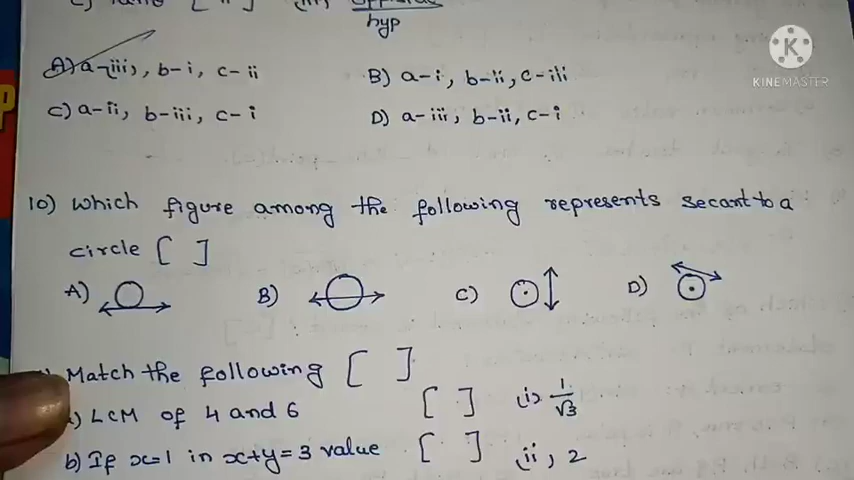 hyp
A) a-(iii), b-i, c-ii B) a-i, b-ii, c-iii
C) a-ii, b-iii, c-i D) a-iii, b-ii, c-i
10) Which figure among the following represents secant to a
circle [ ]
A) B) C) D)
Match the following [ ]
a) LCM of 4 and 6 [ ] (i) 1/√3
b) If x=1 in x+y=3 value [ ] (ii, 2
K
KINEMASTER